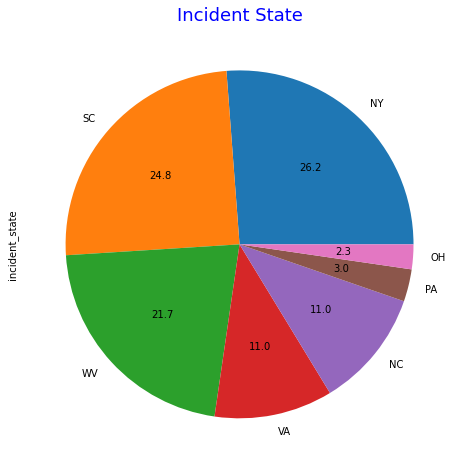 Incident State
NY
SC
26.2
24.8
incident_state
2.3
OH
3.0
PA
21.7
11.0
11.0
NC
WV
VA